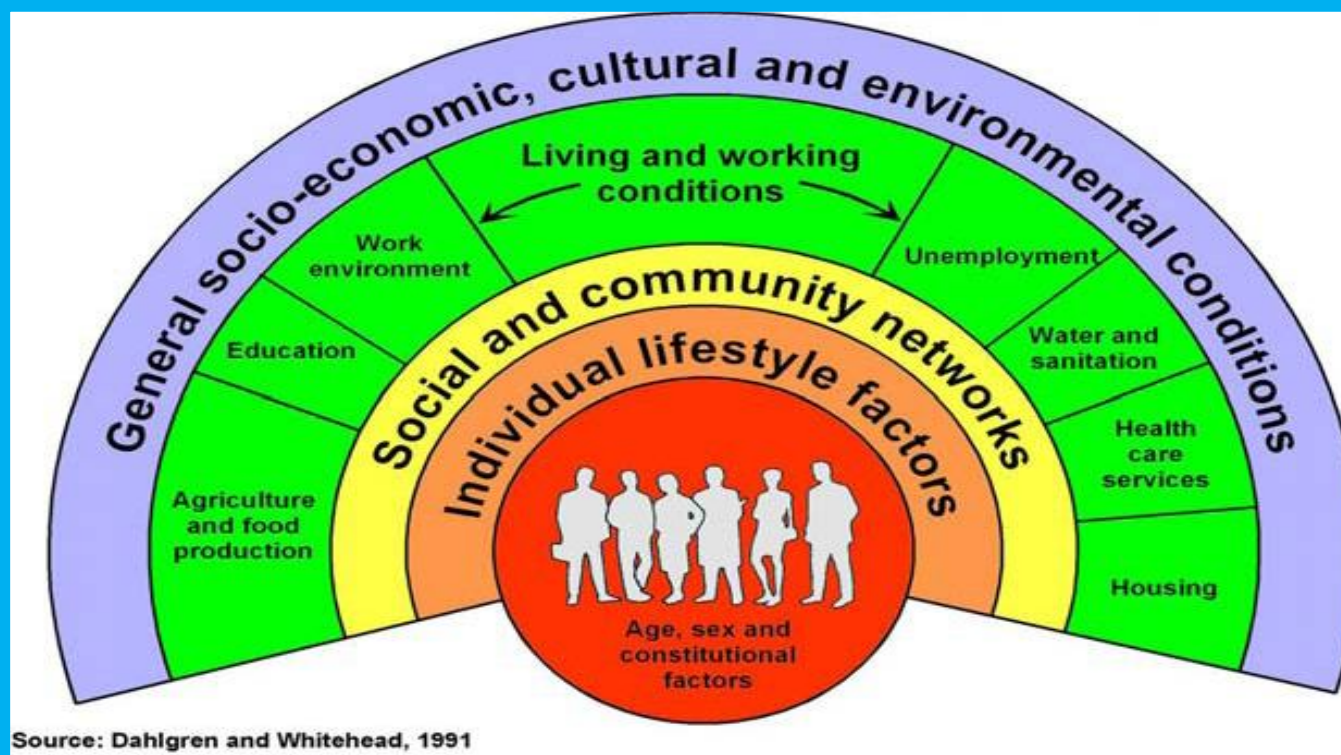 General socio-economic, cultural and environmental conditions
Living and working
conditions
Work
environment
Unemployment
Education
Water and
sanitation
Agriculture
and food
production
Health
care
services
Housing
Social and community networks
Individual lifestyle factors
Age, sex and
constitutional
factors
Source: Dahlgren and Whitehead, 1991